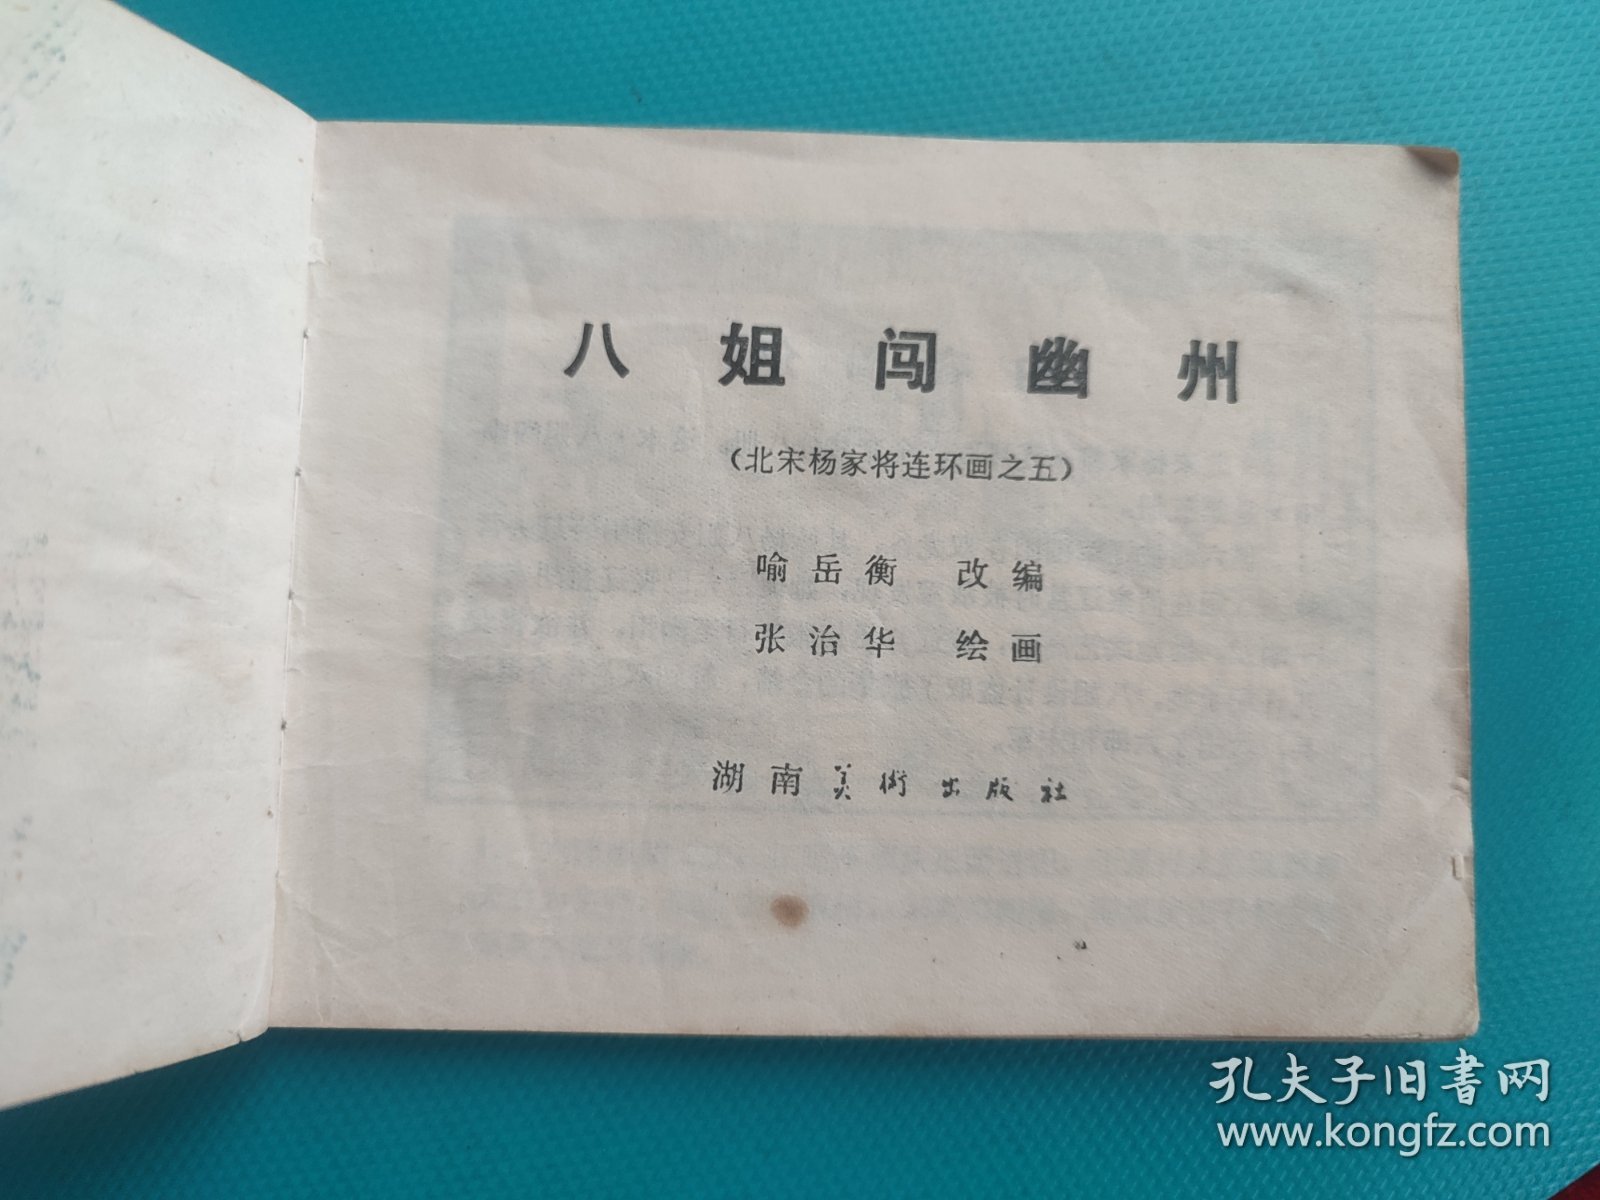 八姐闯幽州
（北宋杨家将连环画之五）
喻岳衡 改编
张治华 绘画
湖南美術出版社
孔夫子旧书网
www.kongfz.com